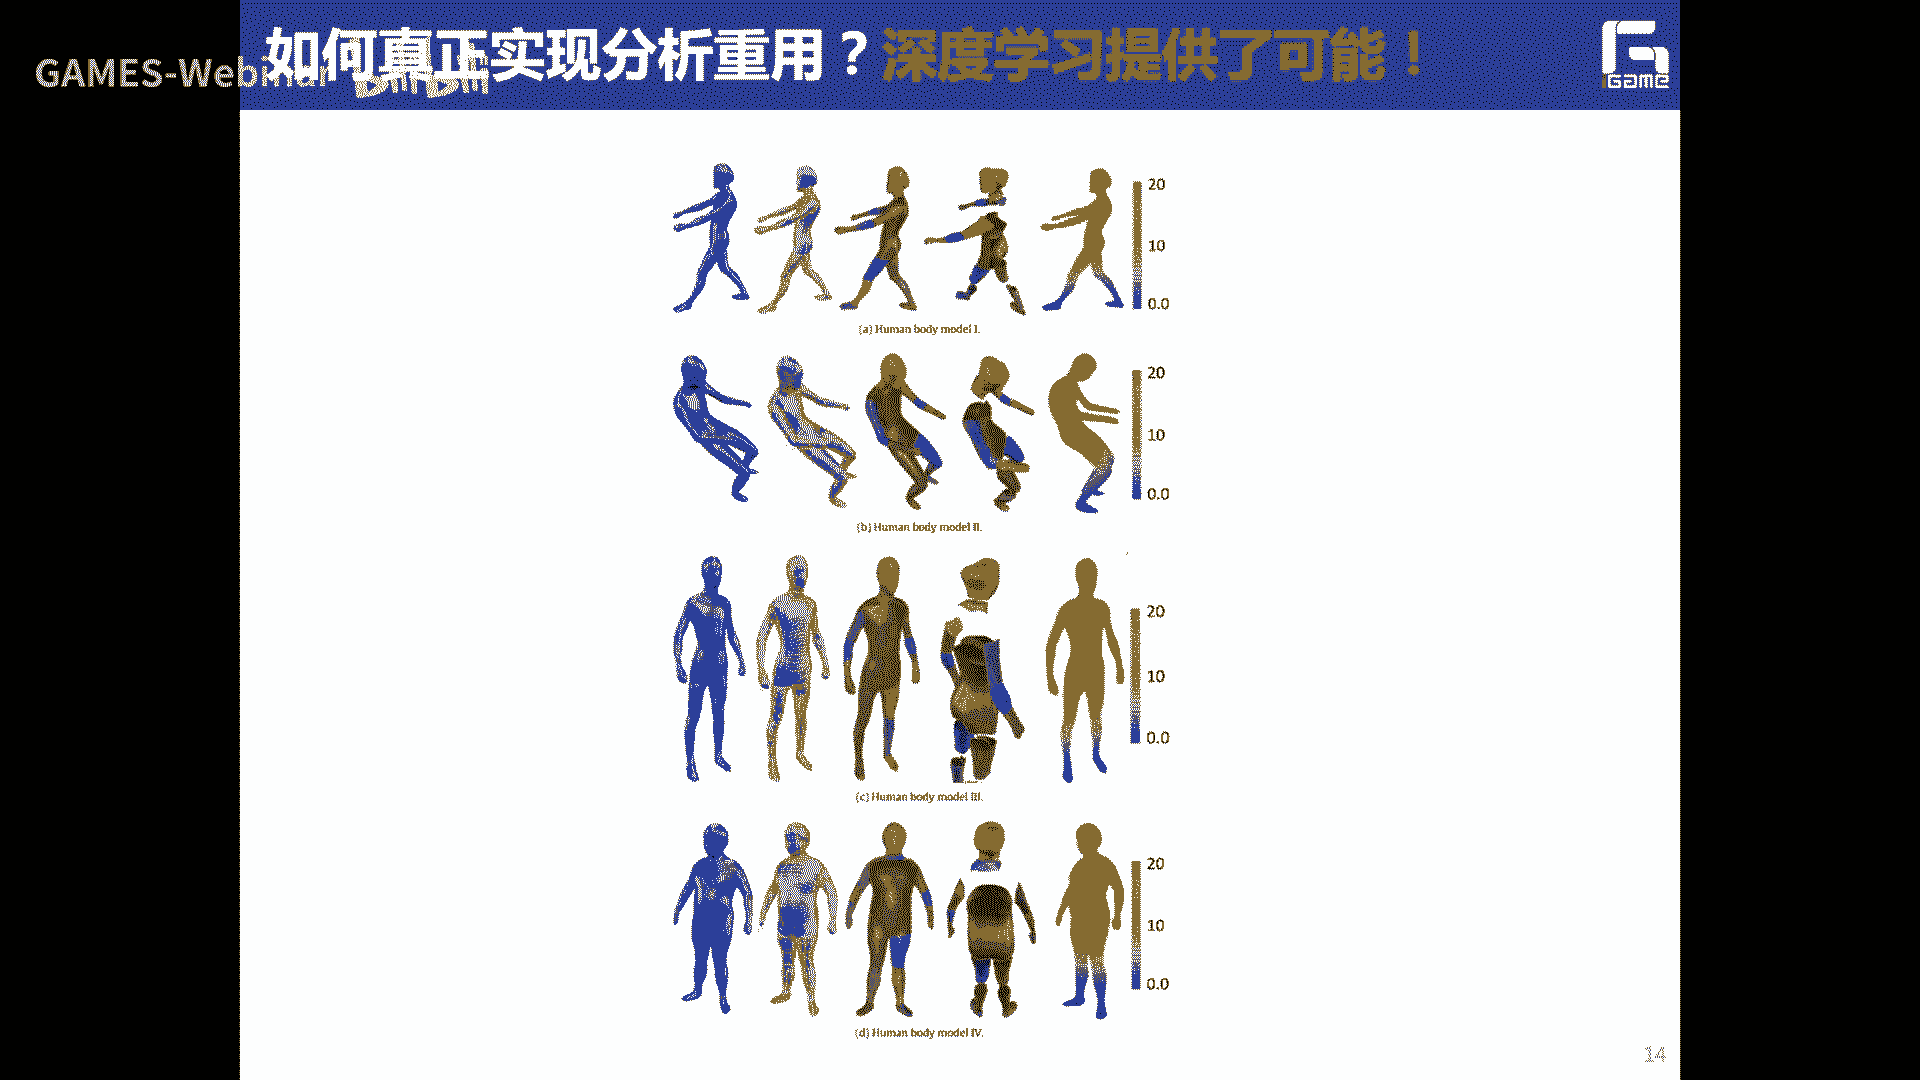 如何真正实现分析重用？深度学习提供了可能！
GAMES-Webinar
bilibili
iGame
20
10
0.0
(a) Human body model I.
20
10
0.0
(b) Human body model II.
20
10
0.0
(c) Human body model III.
20
10
0.0
(d) Human body model IV.
14